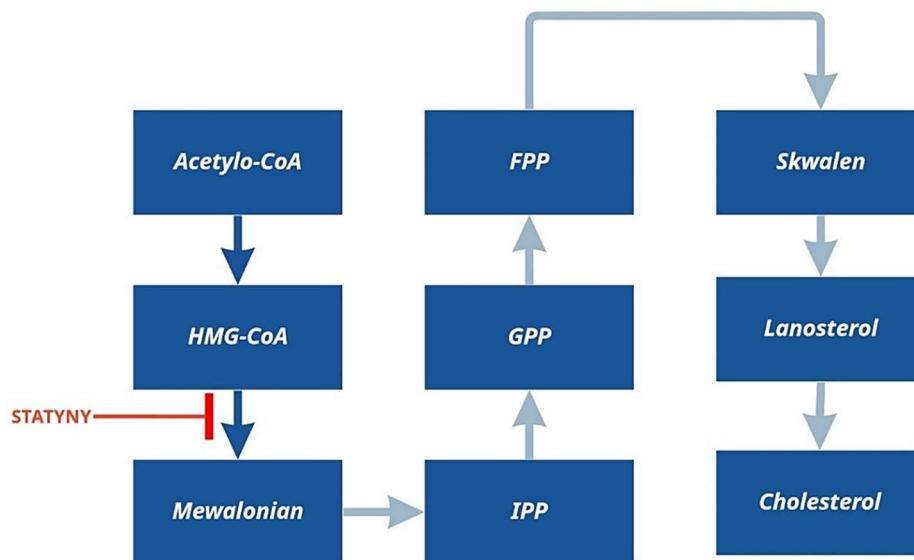 Acetylo-CoA
HMG-CoA
STATYNY
Mewalonian
IPP
GPP
FPP
Skwalen
Lanosterol
Cholesterol